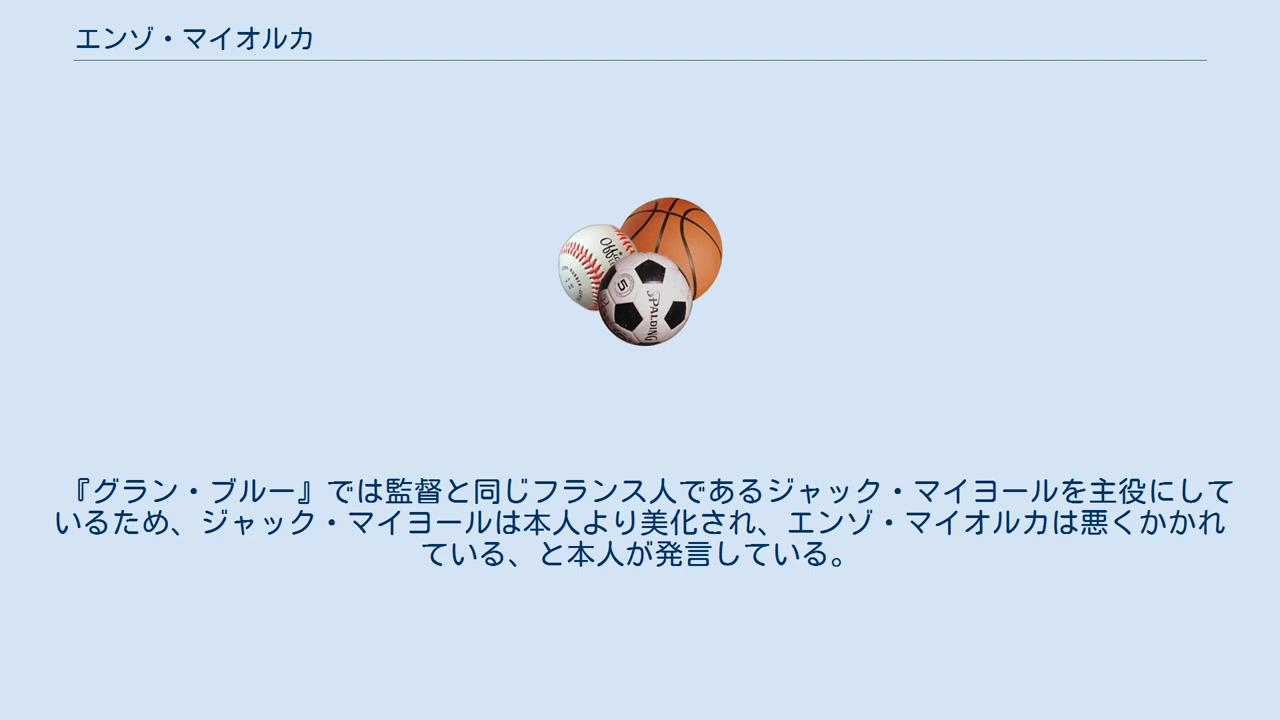 エンゾ・マイオルカ
Offici
5
SPALDING
『グラン・ブルー』では監督と同じフランス人であるジャック・マイヨールを主役にして
いるため、ジャック・マイヨールは本人より美化され、エンゾ・マイオルカは悪くかかれ
ている、と本人が発言している。